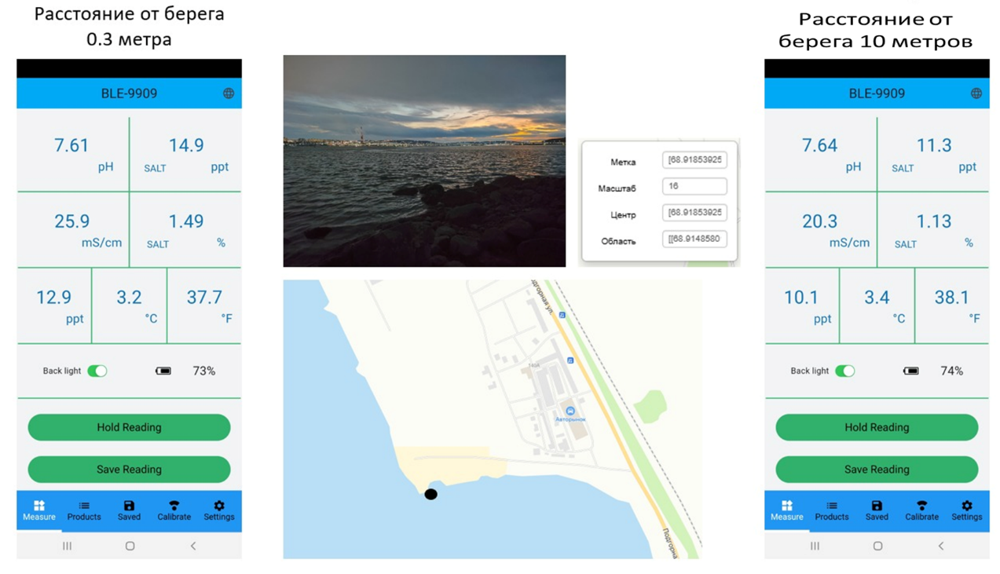 Расстояние от берега
0.3 метра
BLE-9909
7.61
pH
14.9
SALT ppt
25.9
mS/cm
1.49
SALT %
12.9
ppt
3.2
°C
37.7
°F
Back light
73%
Hold Reading
Save Reading
Measure Products Saved Calibrate Settings
Метка [68.91853925
Масштаб 16
Центр [68.91853925
Область [[68.9148580
Подгорная ул.
140А
Авторынок
Подгорна
Расстояние от
берега 10 метров
BLE-9909
7.64
pH
11.3
SALT ppt
20.3
mS/cm
1.13
SALT %
10.1
ppt
3.4
°C
38.1
°F
Back light
74%
Hold Reading
Save Reading
Measure Products Saved Calibrate Settings